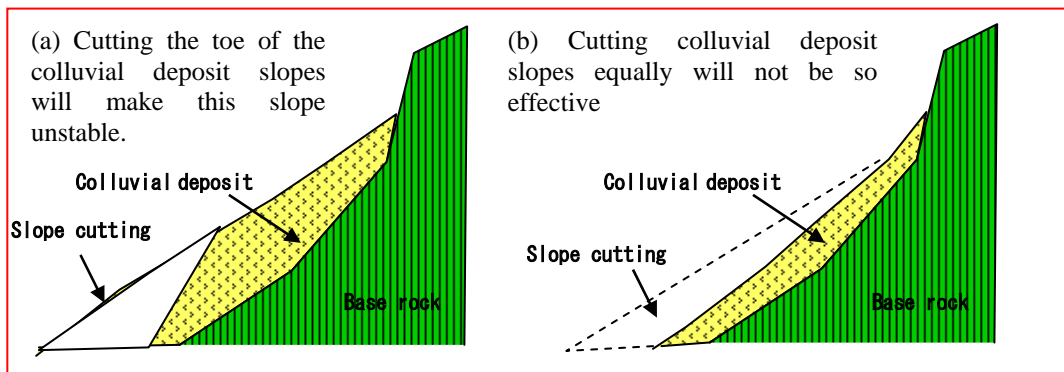 (a) Cutting the toe of the
colluvial deposit slopes
will make this slope
unstable.
Colluvial deposit
Slope cutting
Base rock
(b) Cutting colluvial deposit
slopes equally will not be so
effective
Colluvial deposit
Slope cutting
Base rock